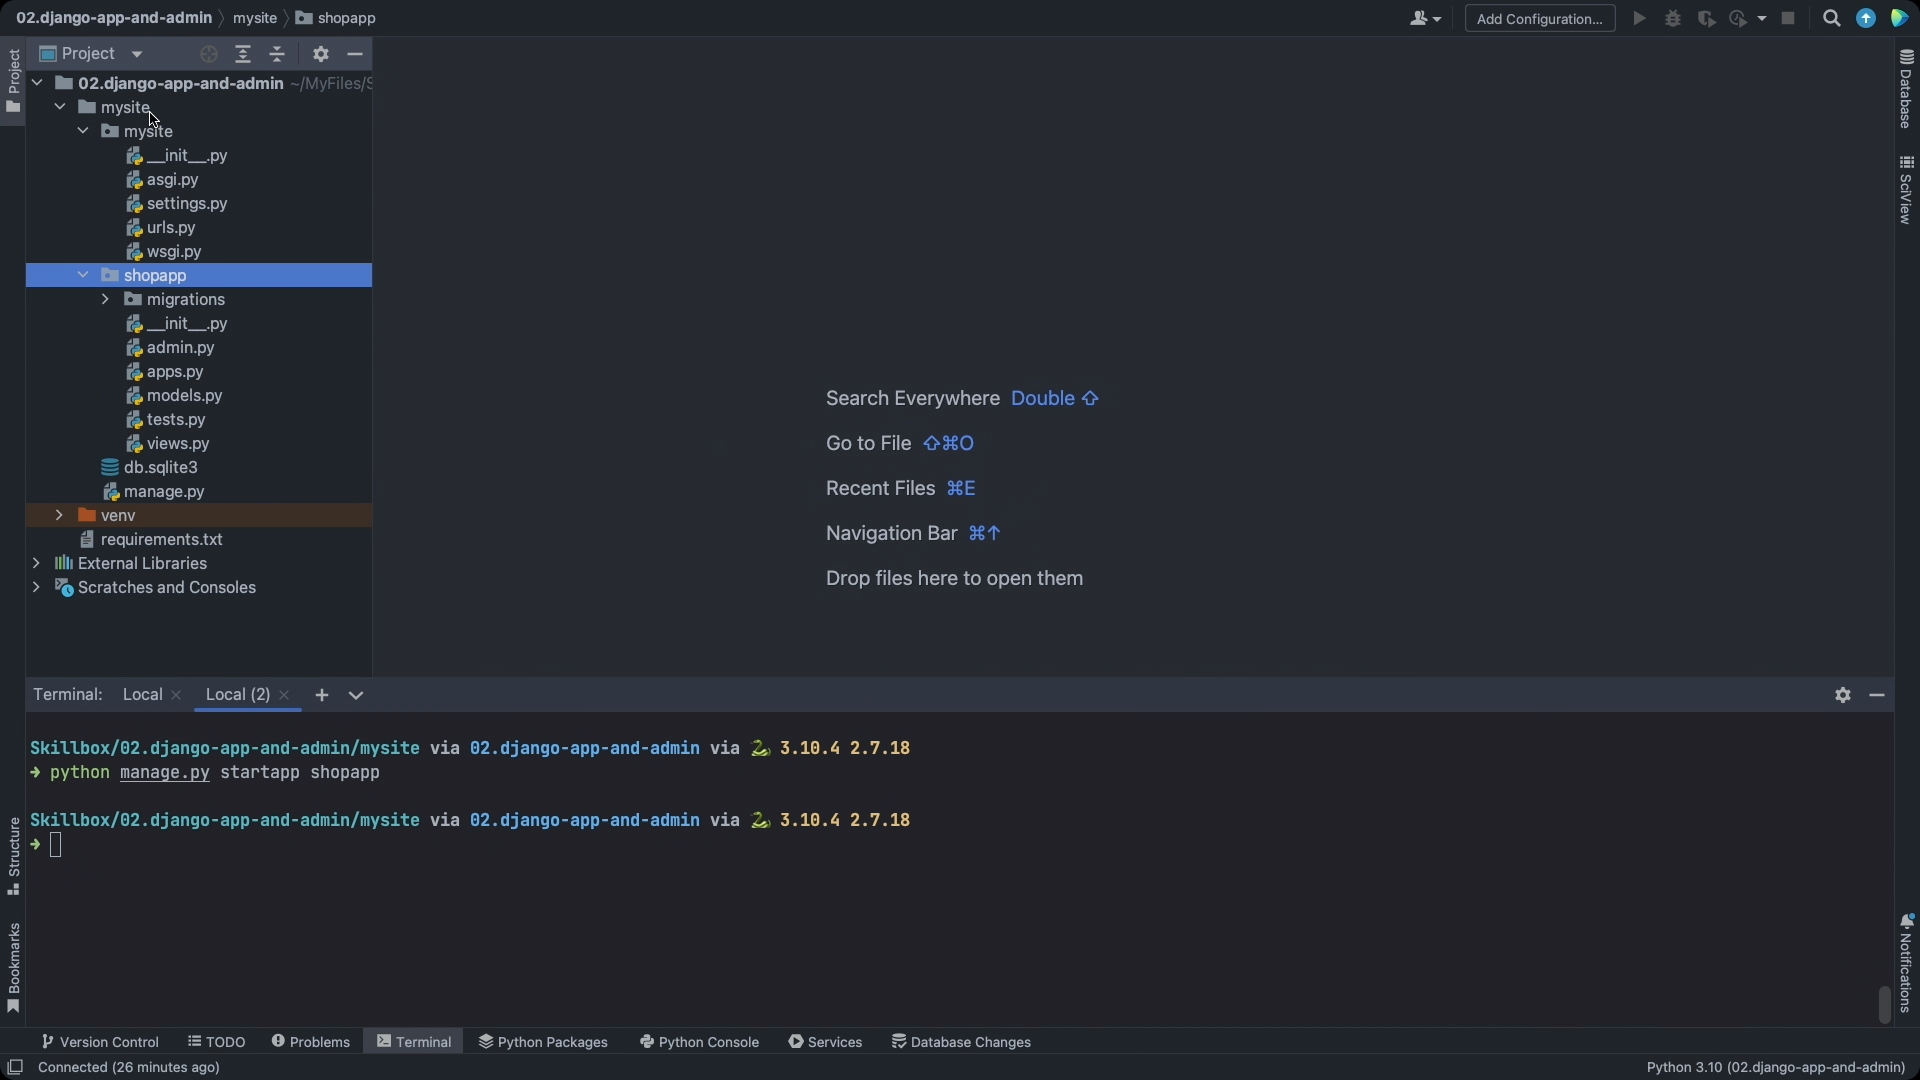 02.django-app-and-admin mysite shopapp
Add Configuration...
Project
Project
02.django-app-and-admin ~/MyFiles/S
mysite
mysite
__init__.py
asgi.py
settings.py
urls.py
wsgi.py
shopapp
migrations
__init__.py
admin.py
apps.py
models.py
tests.py
views.py
db.sqlite3
manage.py
venv
requirements.txt
External Libraries
Scratches and Consoles
Search Everywhere Double ⇧
Go to File ⇧⌘O
Recent Files ⌘E
Navigation Bar ⌘↑
Drop files here to open them
Database
SciView
Terminal: Local Local (2)
Skillbox/02.django-app-and-admin/mysite via 02.django-app-and-admin via 🐍 3.10.4 2.7.18
➜ python manage.py startapp shopapp
Skillbox/02.django-app-and-admin/mysite via 02.django-app-and-admin via 🐍 3.10.4 2.7.18
➜
Structure
Bookmarks
Notifications
Version Control TODO Problems Terminal Python Packages Python Console Services Database Changes
Connected (26 minutes ago)
Python 3.10 (02.django-app-and-admin)